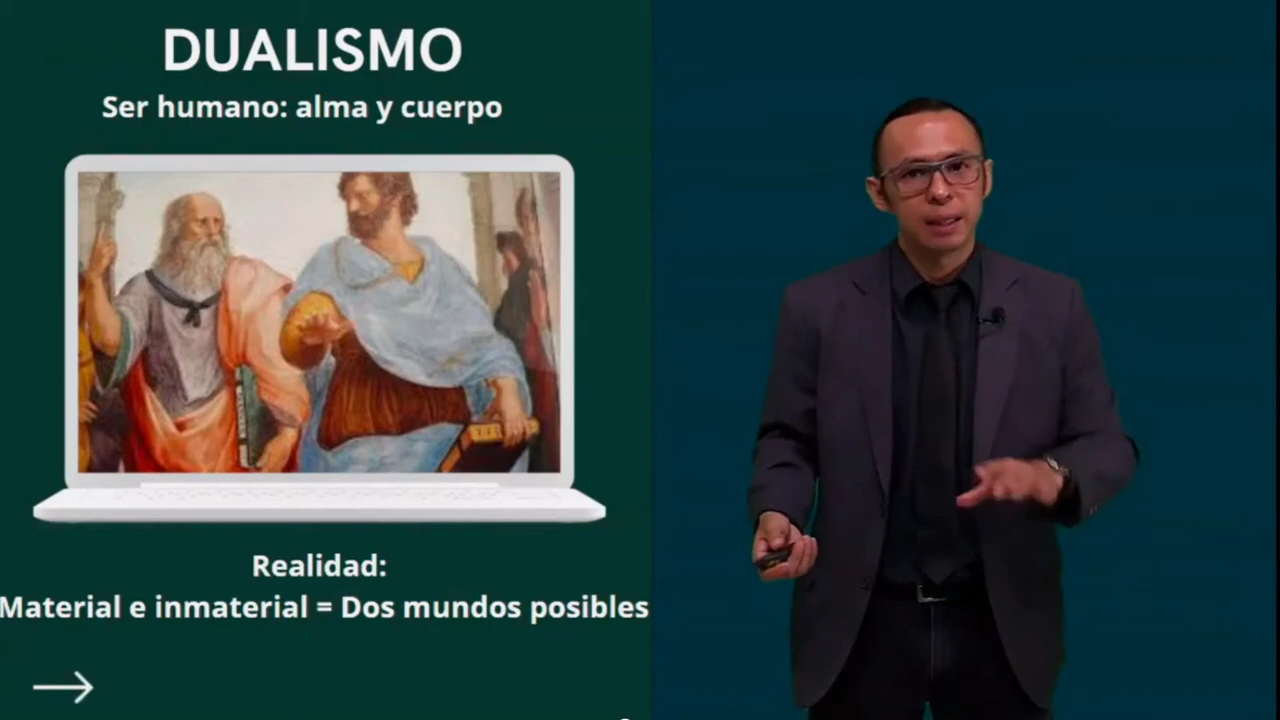 DUALISMO
Ser humano: alma y cuerpo
Realidad:
Material e inmaterial = Dos mundos posibles